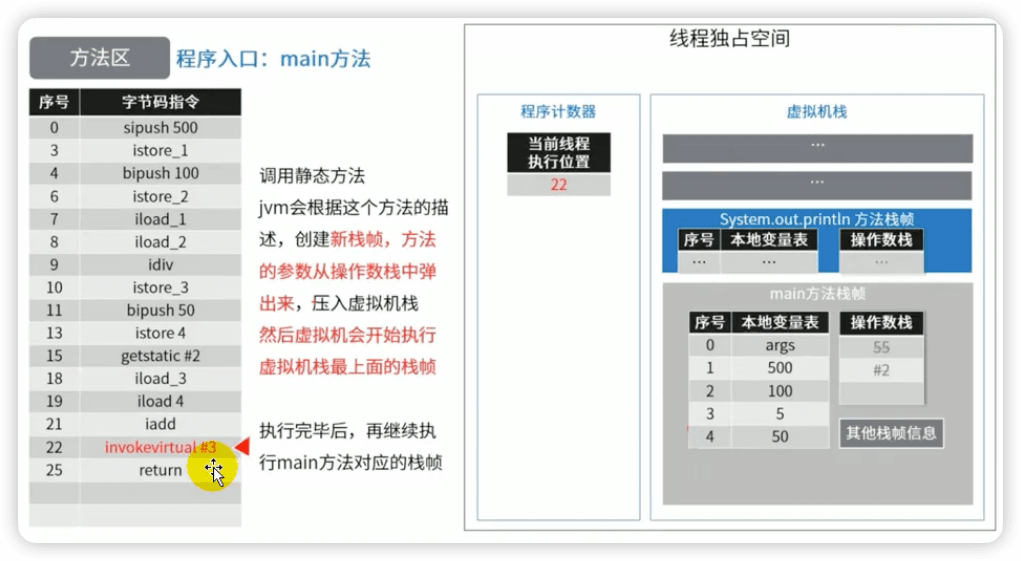 方法区 程序入口：main方法
序号 字节码指令
0 sipush 500
3 istore_1
4 bipush 100
6 istore_2
7 iload_1
8 iload_2
9 idiv
10 istore_3
11 bipush 50
13 istore 4
15 getstatic #2
18 iload_3
19 iload 4
21 iadd
22 invokevirtual #3
25 return
调用静态方法
jvm会根据这个方法的描
述，创建新栈帧，方法
的参数从操作数栈中弹
出来，压入虚拟机栈
然后虚拟机会开始执行
虚拟机栈最上面的栈帧
执行完毕后，再继续执
行main方法对应的栈帧
线程独占空间
程序计数器
当前线程
执行位置
22
虚拟机栈
...
...
System.out.println 方法栈帧
序号 本地变量表 操作数栈
... ... ...
main方法栈帧
序号 本地变量表 操作数栈
0 args 55
1 500 #2
2 100
3 5
4 50
其他栈帧信息